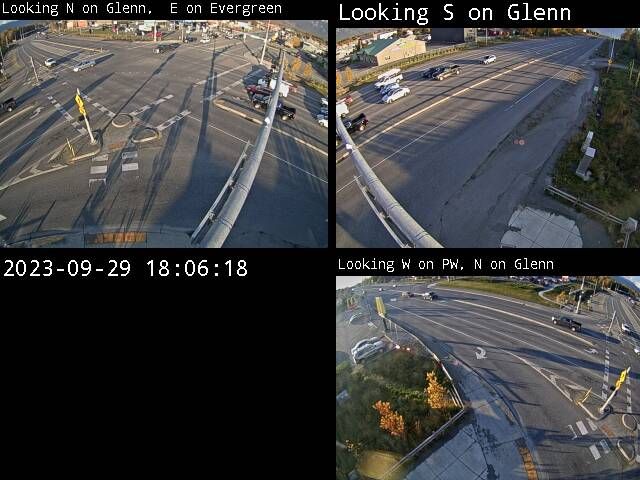 Looking N on Glenn,  E on Evergreen
Looking S on Glenn
2023-09-29 18:06:18
Looking W on PW, N on Glenn